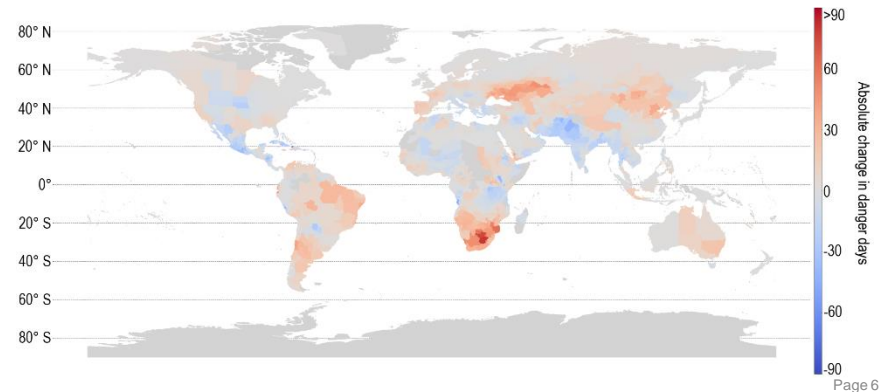 80° N
60° N
40° N
20° N
0°
20° S
40° S
60° S
80° S
>90
60
30
0
-30
-60
-90
Absolute change in danger days
Page 6